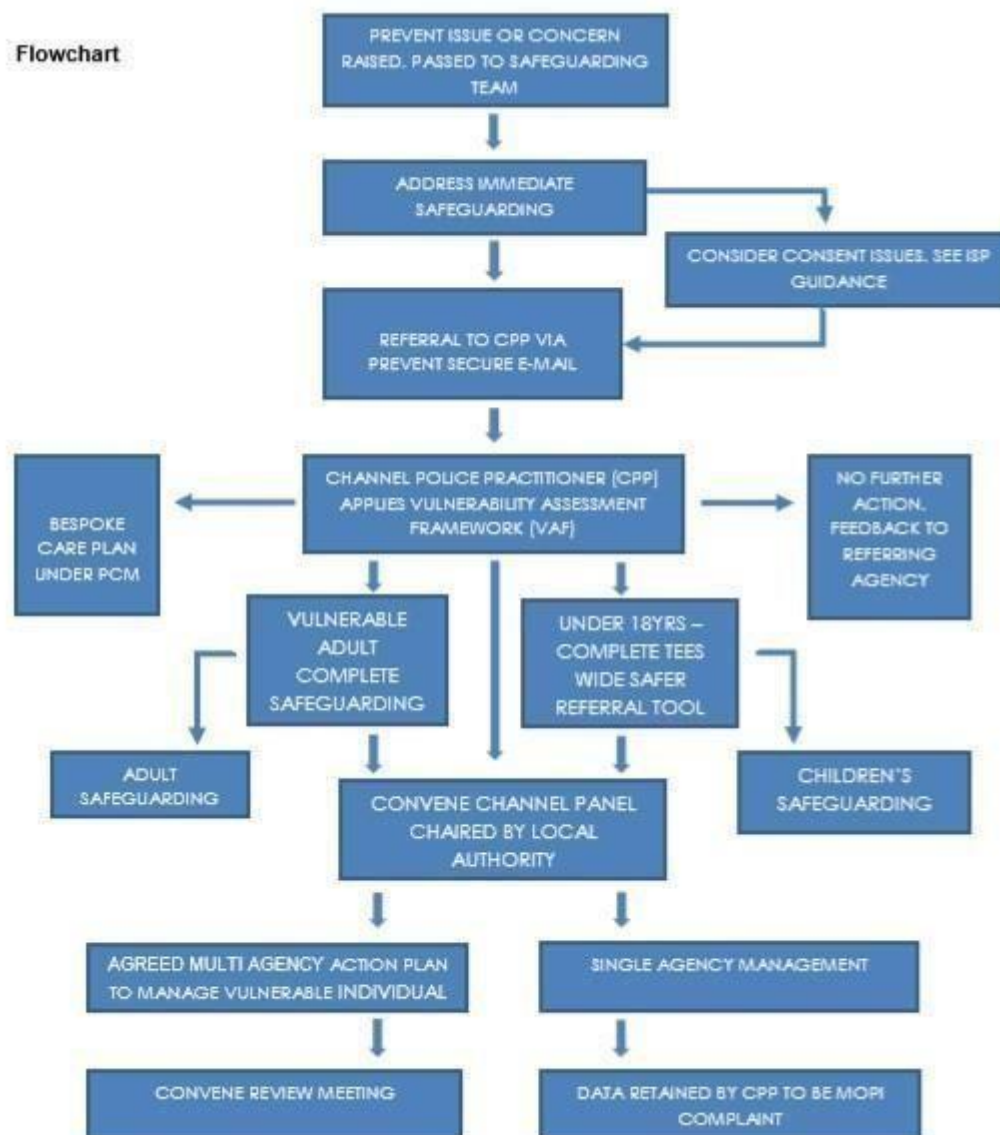 Flowchart
PREVENT ISSUE OR CONCERN
RAISED. PASSED TO SAFEGUARDING
TEAM
ADDRESS IMMEDIATE
SAFEGUARDING
CONSIDER CONSENT ISSUES. SEE ISP
GUIDANCE
REFERRAL TO CPP VIA
PREVENT SECURE E-MAIL
CHANNEL POLICE PRACTITIONER (CPP)
APPLIES VULNERABILITY ASSESSMENT
FRAMEWORK (VAF)
BESPOKE
CARE PLAN
UNDER PCM
NO FURTHER
ACTION.
FEEDBACK TO
REFERRING
AGENCY
VULNERABLE
ADULT
COMPLETE
SAFEGUARDING
UNDER 18YRS –
COMPLETE TEES
WIDE SAFER
REFERRAL TOOL
ADULT
SAFEGUARDING
CHILDREN'S
SAFEGUARDING
CONVENE CHANNEL PANEL
CHAIRED BY LOCAL
AUTHORITY
AGREED MULTI AGENCY ACTION PLAN
TO MANAGE VULNERABLE INDIVIDUAL
SINGLE AGENCY MANAGEMENT
CONVENE REVIEW MEETING
DATA RETAINED BY CPP TO BE MOPI
COMPLAINT